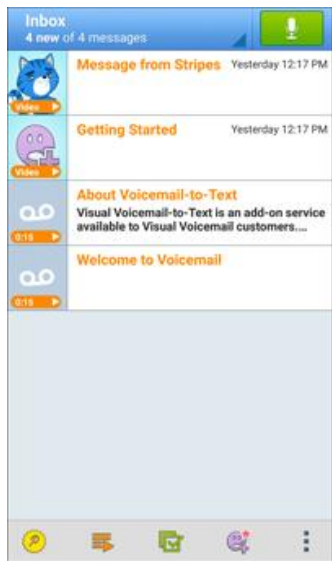 Inbox
4 new of 4 messages
Message from Stripes Yesterday 12:17 PM
Video
Getting Started Yesterday 12:17 PM
Video
About Voicemail-to-Text
Visual Voicemail-to-Text is an add-on service
available to Visual Voicemail customers....
0:15
Welcome to Voicemail
0:15